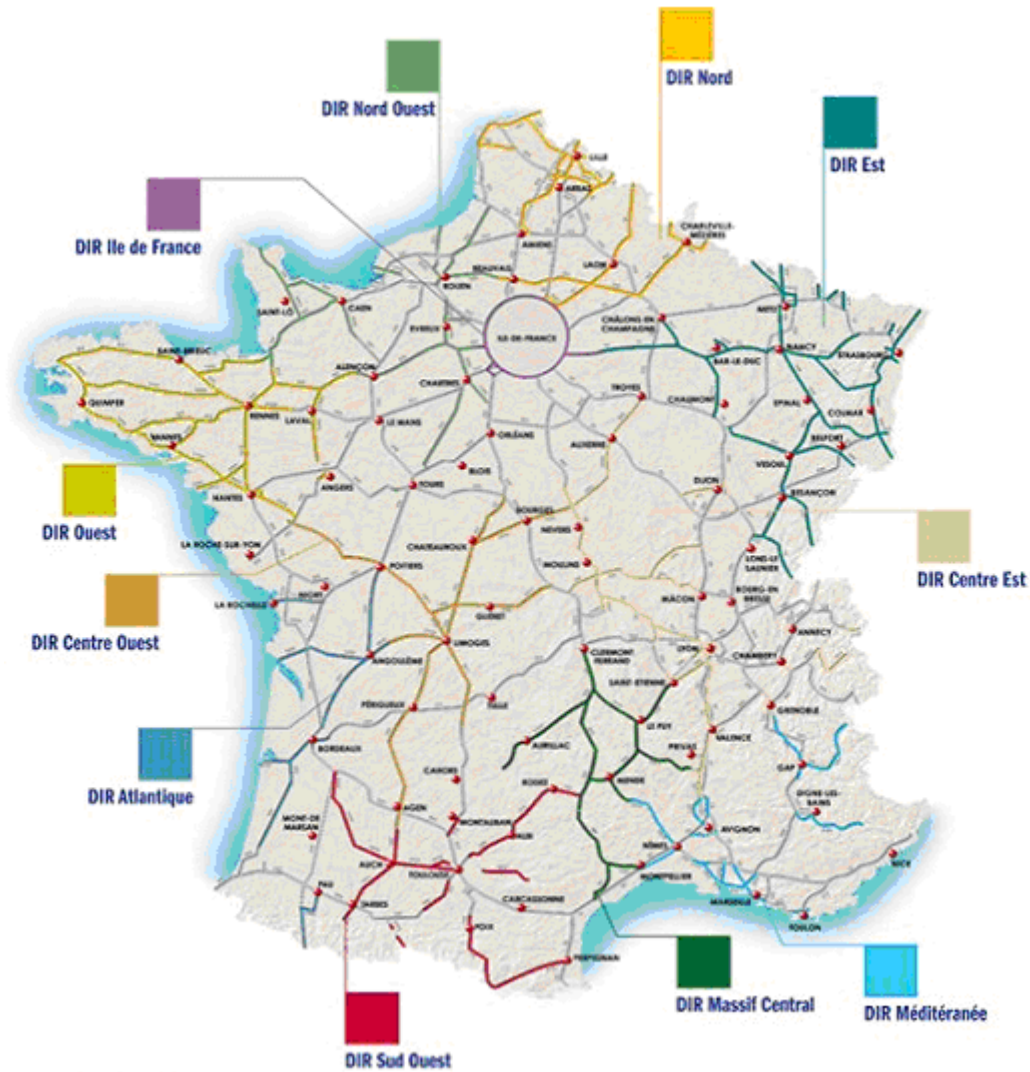 DIR Nord
DIR Nord Ouest
DIR Est
DIR Ile de France
LILLE
ARRAS
AMIENS
CHARLEVILLE-
MÉZIÈRES
LAON
BEAUVAIS
ROUEN
CAEN
SAINT-LÔ
EVREUX
ILE-DE-FRANCE
CHÂLONS-EN
CHAMPAGNE
METZ
NANCY
BAR-LE-DUC
STRASBOURG
SAINT-BRIEUC
ALENÇON
CHARTRES
TROYES
CHAUMONT
EPINAL
COLMAR
QUIMPER
RENNES
LAVAL
LE MANS
ORLÉANS
AUXERRE
BELFORT
VANNES
BLOIS
VESOUL
ANGERS
TOURS
DIJON
BESANÇON
NANTES
DIR Ouest
BOURGES
NEVERS
LA ROCHE-SUR-YON
CHATEAUROUX
MOULINS
LONS-LE
SAUNIER
DIR Centre Est
POITIERS
NIORT
LA ROCHELLE
GUÉRET
MÂCON
BOURG-EN
BRESSE
DIR Centre Ouest
LIMOGES
ANGOULÊME
CLERMONT
FERRAND
LYON
ANNECY
CHAMBERY
SAINT-ETIENNE
PÉRIGUEUX
TULLE
GRENOBLE
LE PUY
VALENCE
BORDEAUX
AURILLAC
PRIVAS
GAP
DIR Atlantique
CAHORS
RODEZ
MENDE
DIGNE-LES-
BAINS
AGEN
MONT-DE
MARSAN
MONTAUBAN
ALBI
AVIGNON
NÎMES
NICE
AUCH
TOULOUSE
MONTPELLIER
MARSEILLE
PAU
TARBES
CARCASSONNE
TOULON
FOIX
PERPIGNAN
DIR Massif Central
DIR Méditéranée
DIR Sud Ouest